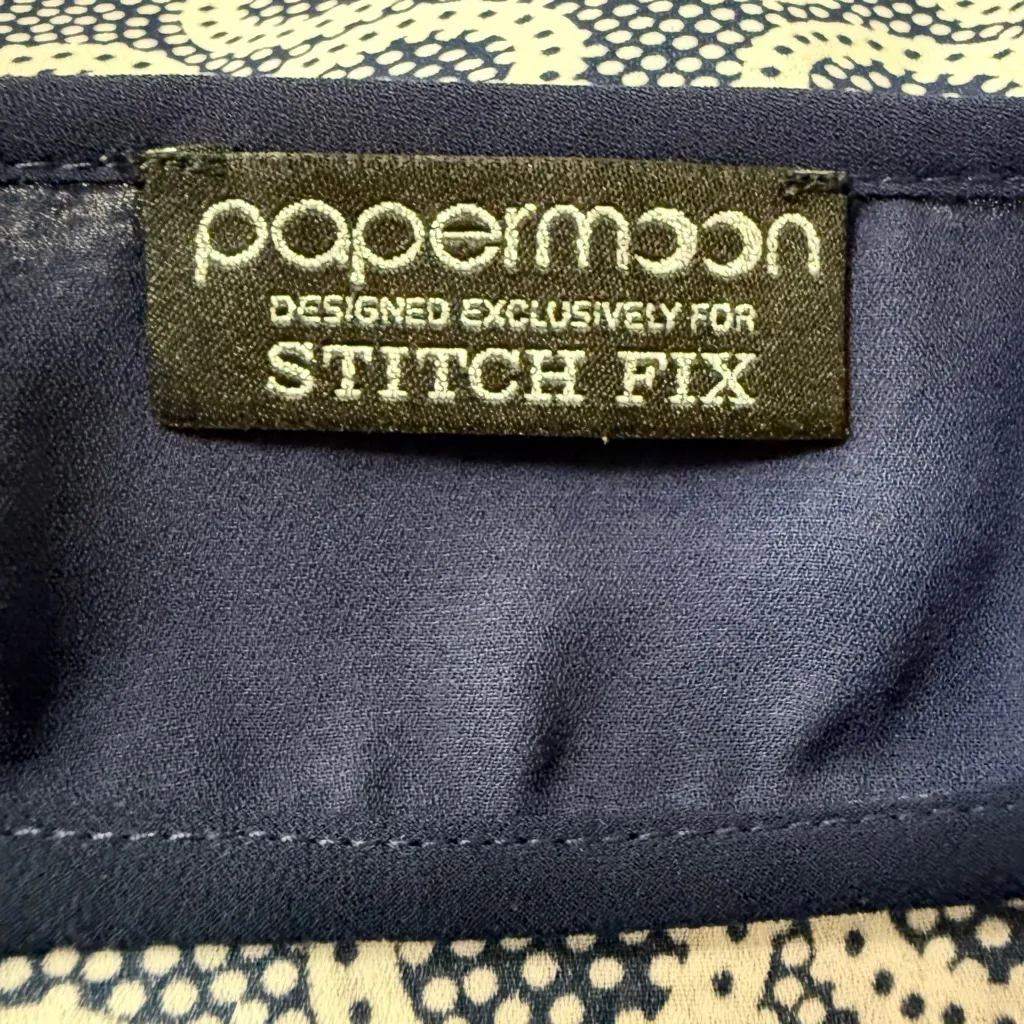 papermoon
DESIGNED EXCLUSIVELY FOR
STITCH FIX